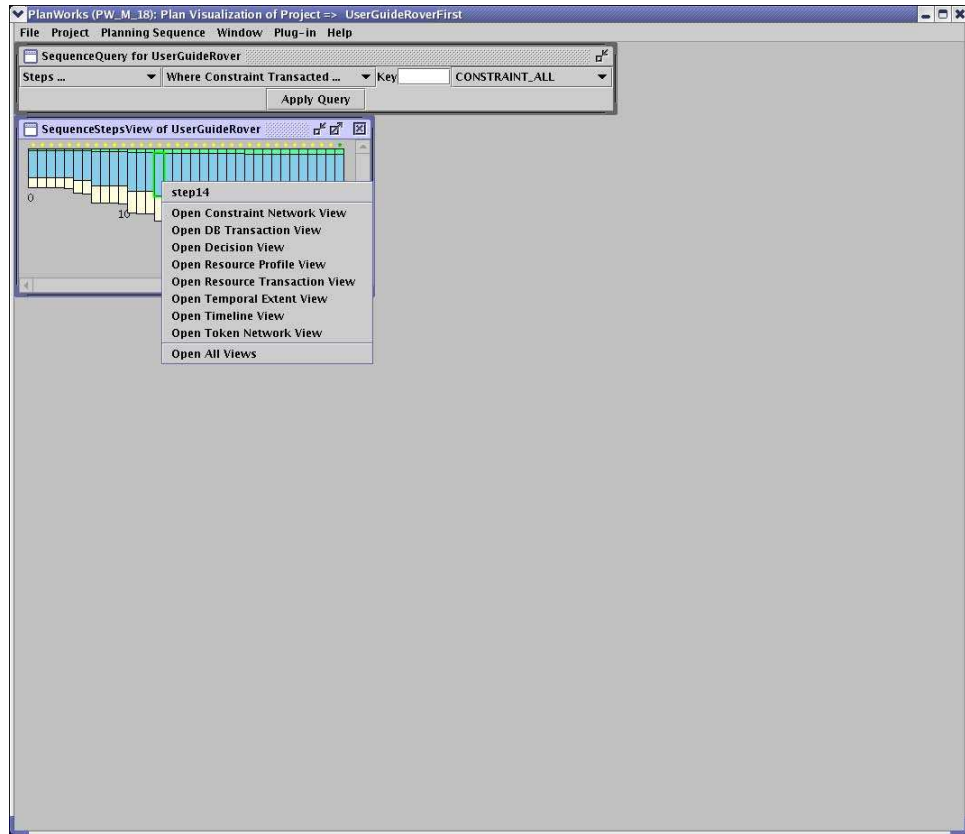 PlanWorks (PW_M_18): Plan Visualization of Project => UserGuideRoverFirst
File Project Planning Sequence Window Plug-in Help
SequenceQuery for UserGuideRover
Steps ... Where Constraint Transacted ... Key CONSTRAINT_ALL
Apply Query
SequenceStepsView of UserGuideRover
0
10
step14
Open Constraint Network View
Open DB Transaction View
Open Decision View
Open Resource Profile View
Open Resource Transaction View
Open Temporal Extent View
Open Timeline View
Open Token Network View
Open All Views